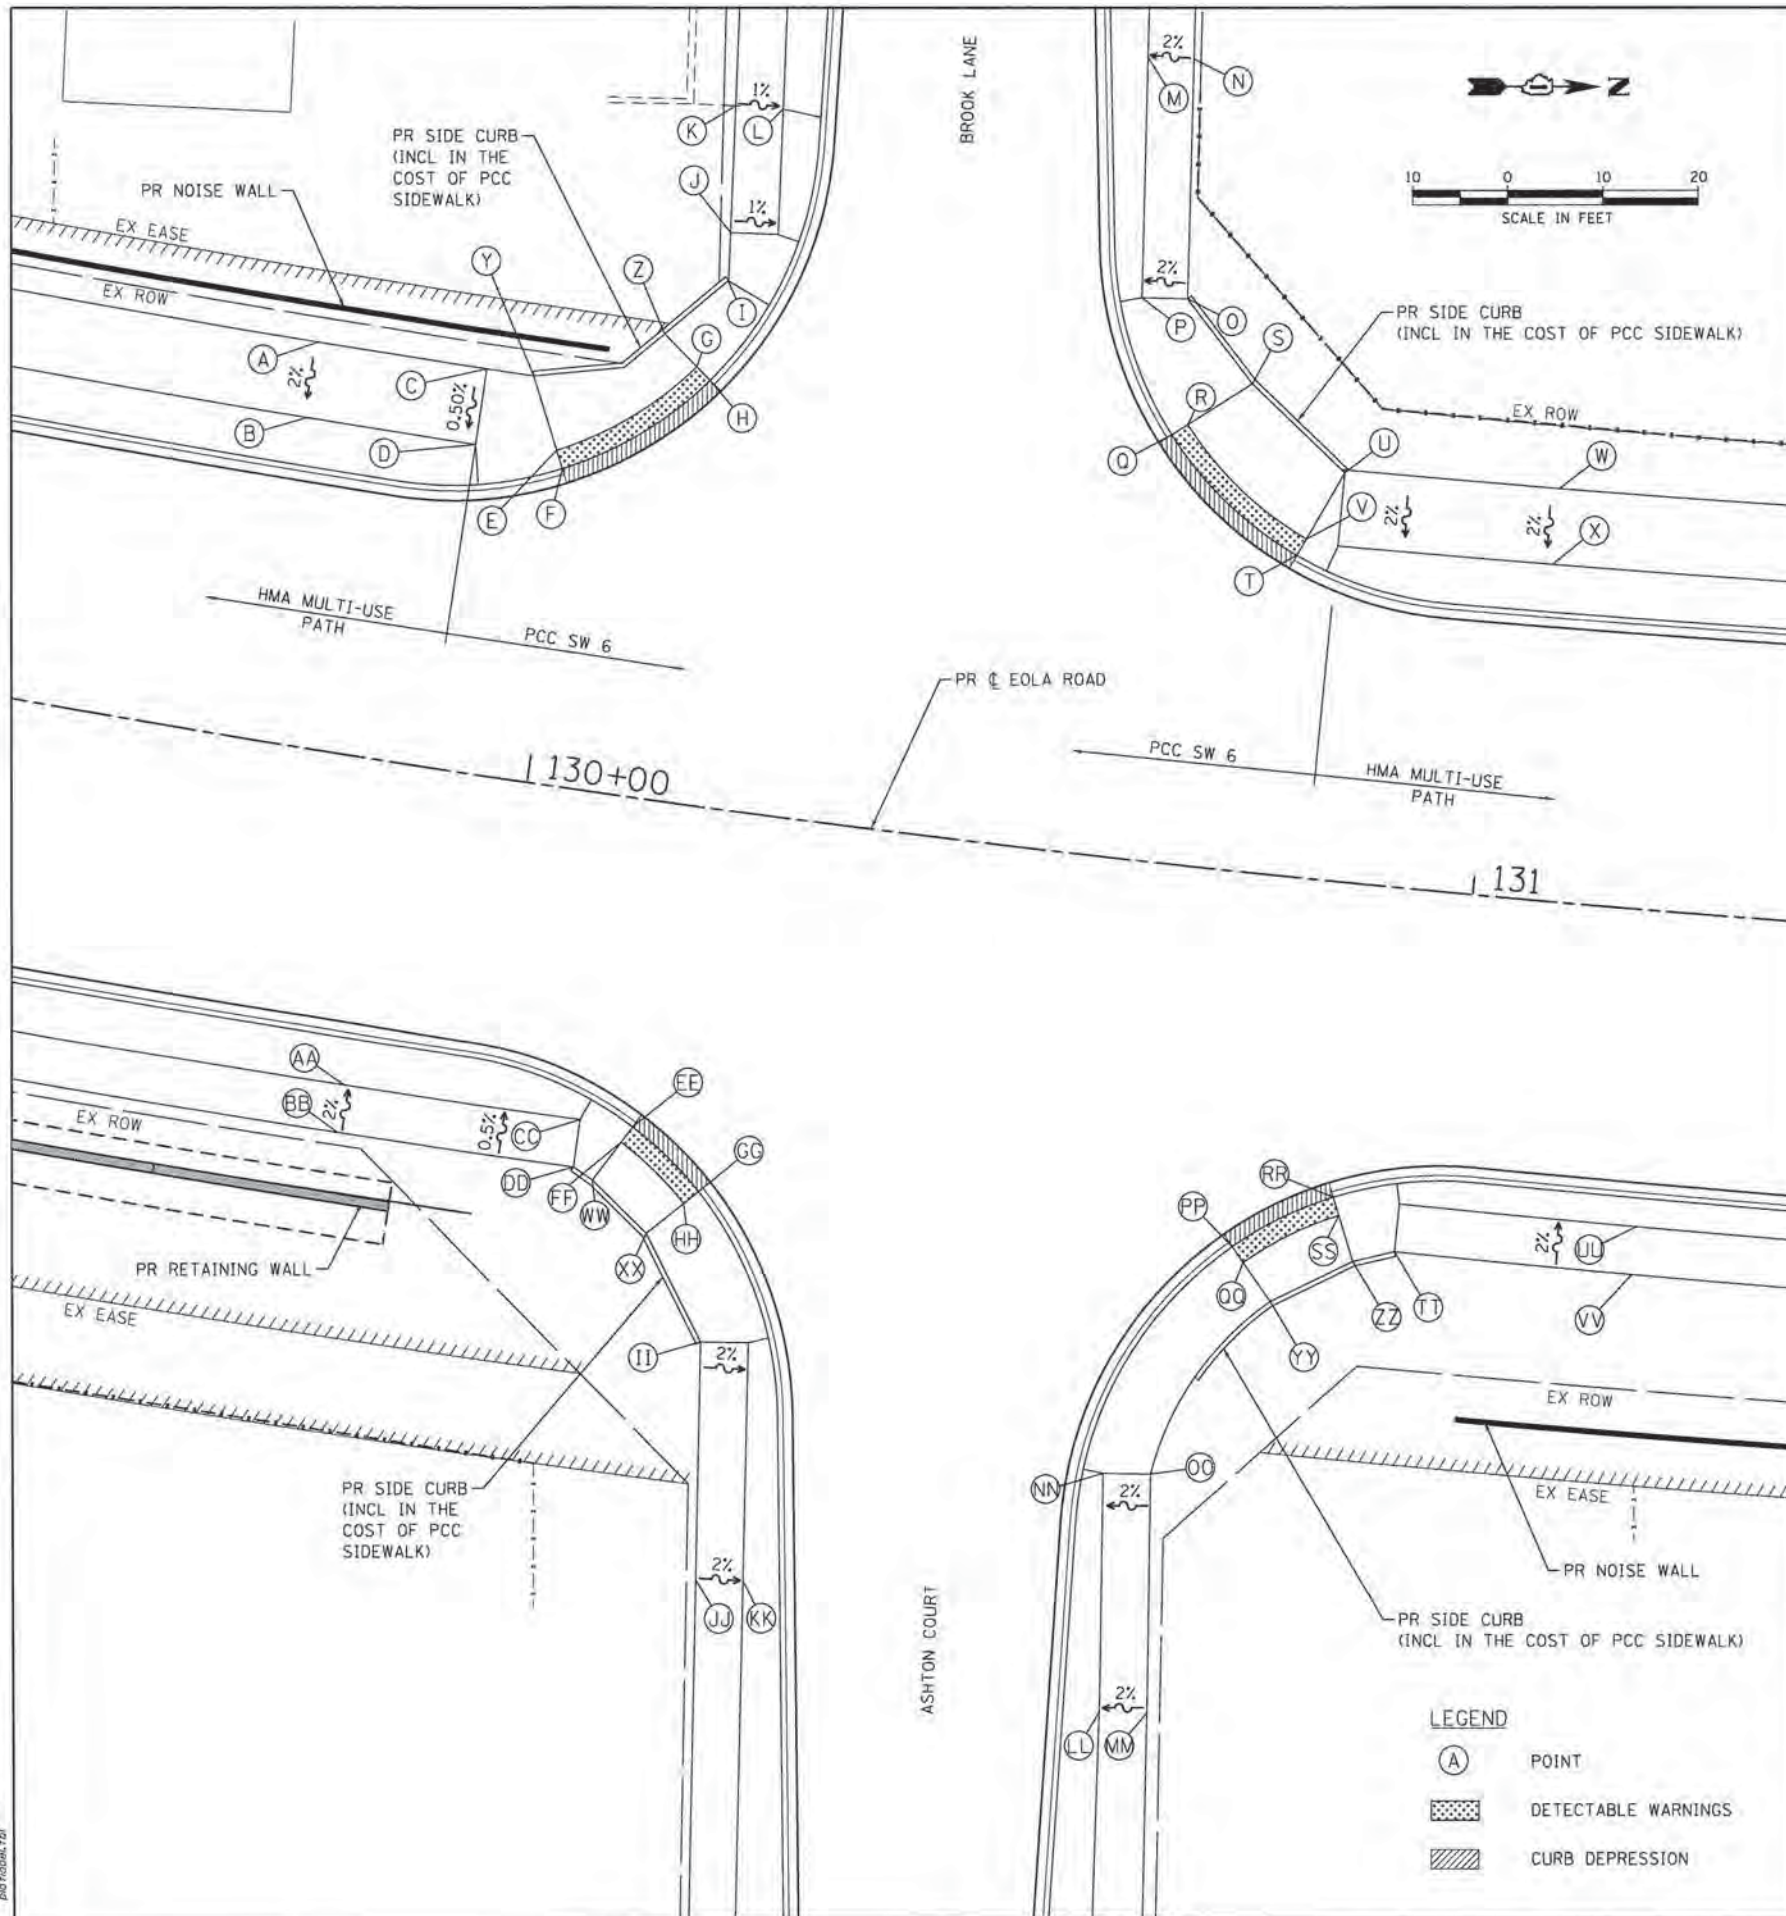 BROOK LANE
2%
N
M
N
1%
K
L
PR SIDE CURB
(INCL IN THE
COST OF PCC
SIDEWALK)
10 0 10 20
SCALE IN FEET
PR NOISE WALL
J
1%
EX EASE
Y
Z
I
2%
EX ROW
P
O
PR SIDE CURB
(INCL IN THE COST OF PCC SIDEWALK)
S
A
2%
C
G
0.50%
H
R
EX ROW
B
D
Q
U
W
E
F
V
2%
2%
X
T
HMA MULTI-USE
PATH
PCC SW 6
PR ℄ EOLA ROAD
130+00
PCC SW 6
HMA MULTI-USE
PATH
131
AA
EE
BB
2%
EX ROW
0.5%
CC
GG
DD
FF
WW
HH
XX
RR
PP
SS
UU
2%
PR RETAINING WALL
EX EASE
QQ
ZZ
TT
VV
II
2%
YY
EX ROW
OO
NN
2%
EX EASE
PR SIDE CURB
(INCL IN THE
COST OF PCC
SIDEWALK)
2%
PR NOISE WALL
JJ
KK
ASHTON COURT
PR SIDE CURB
(INCL IN THE COST OF PCC SIDEWALK)
2%
LL
MM
LEGEND
A POINT
DETECTABLE WARNINGS
CURB DEPRESSION